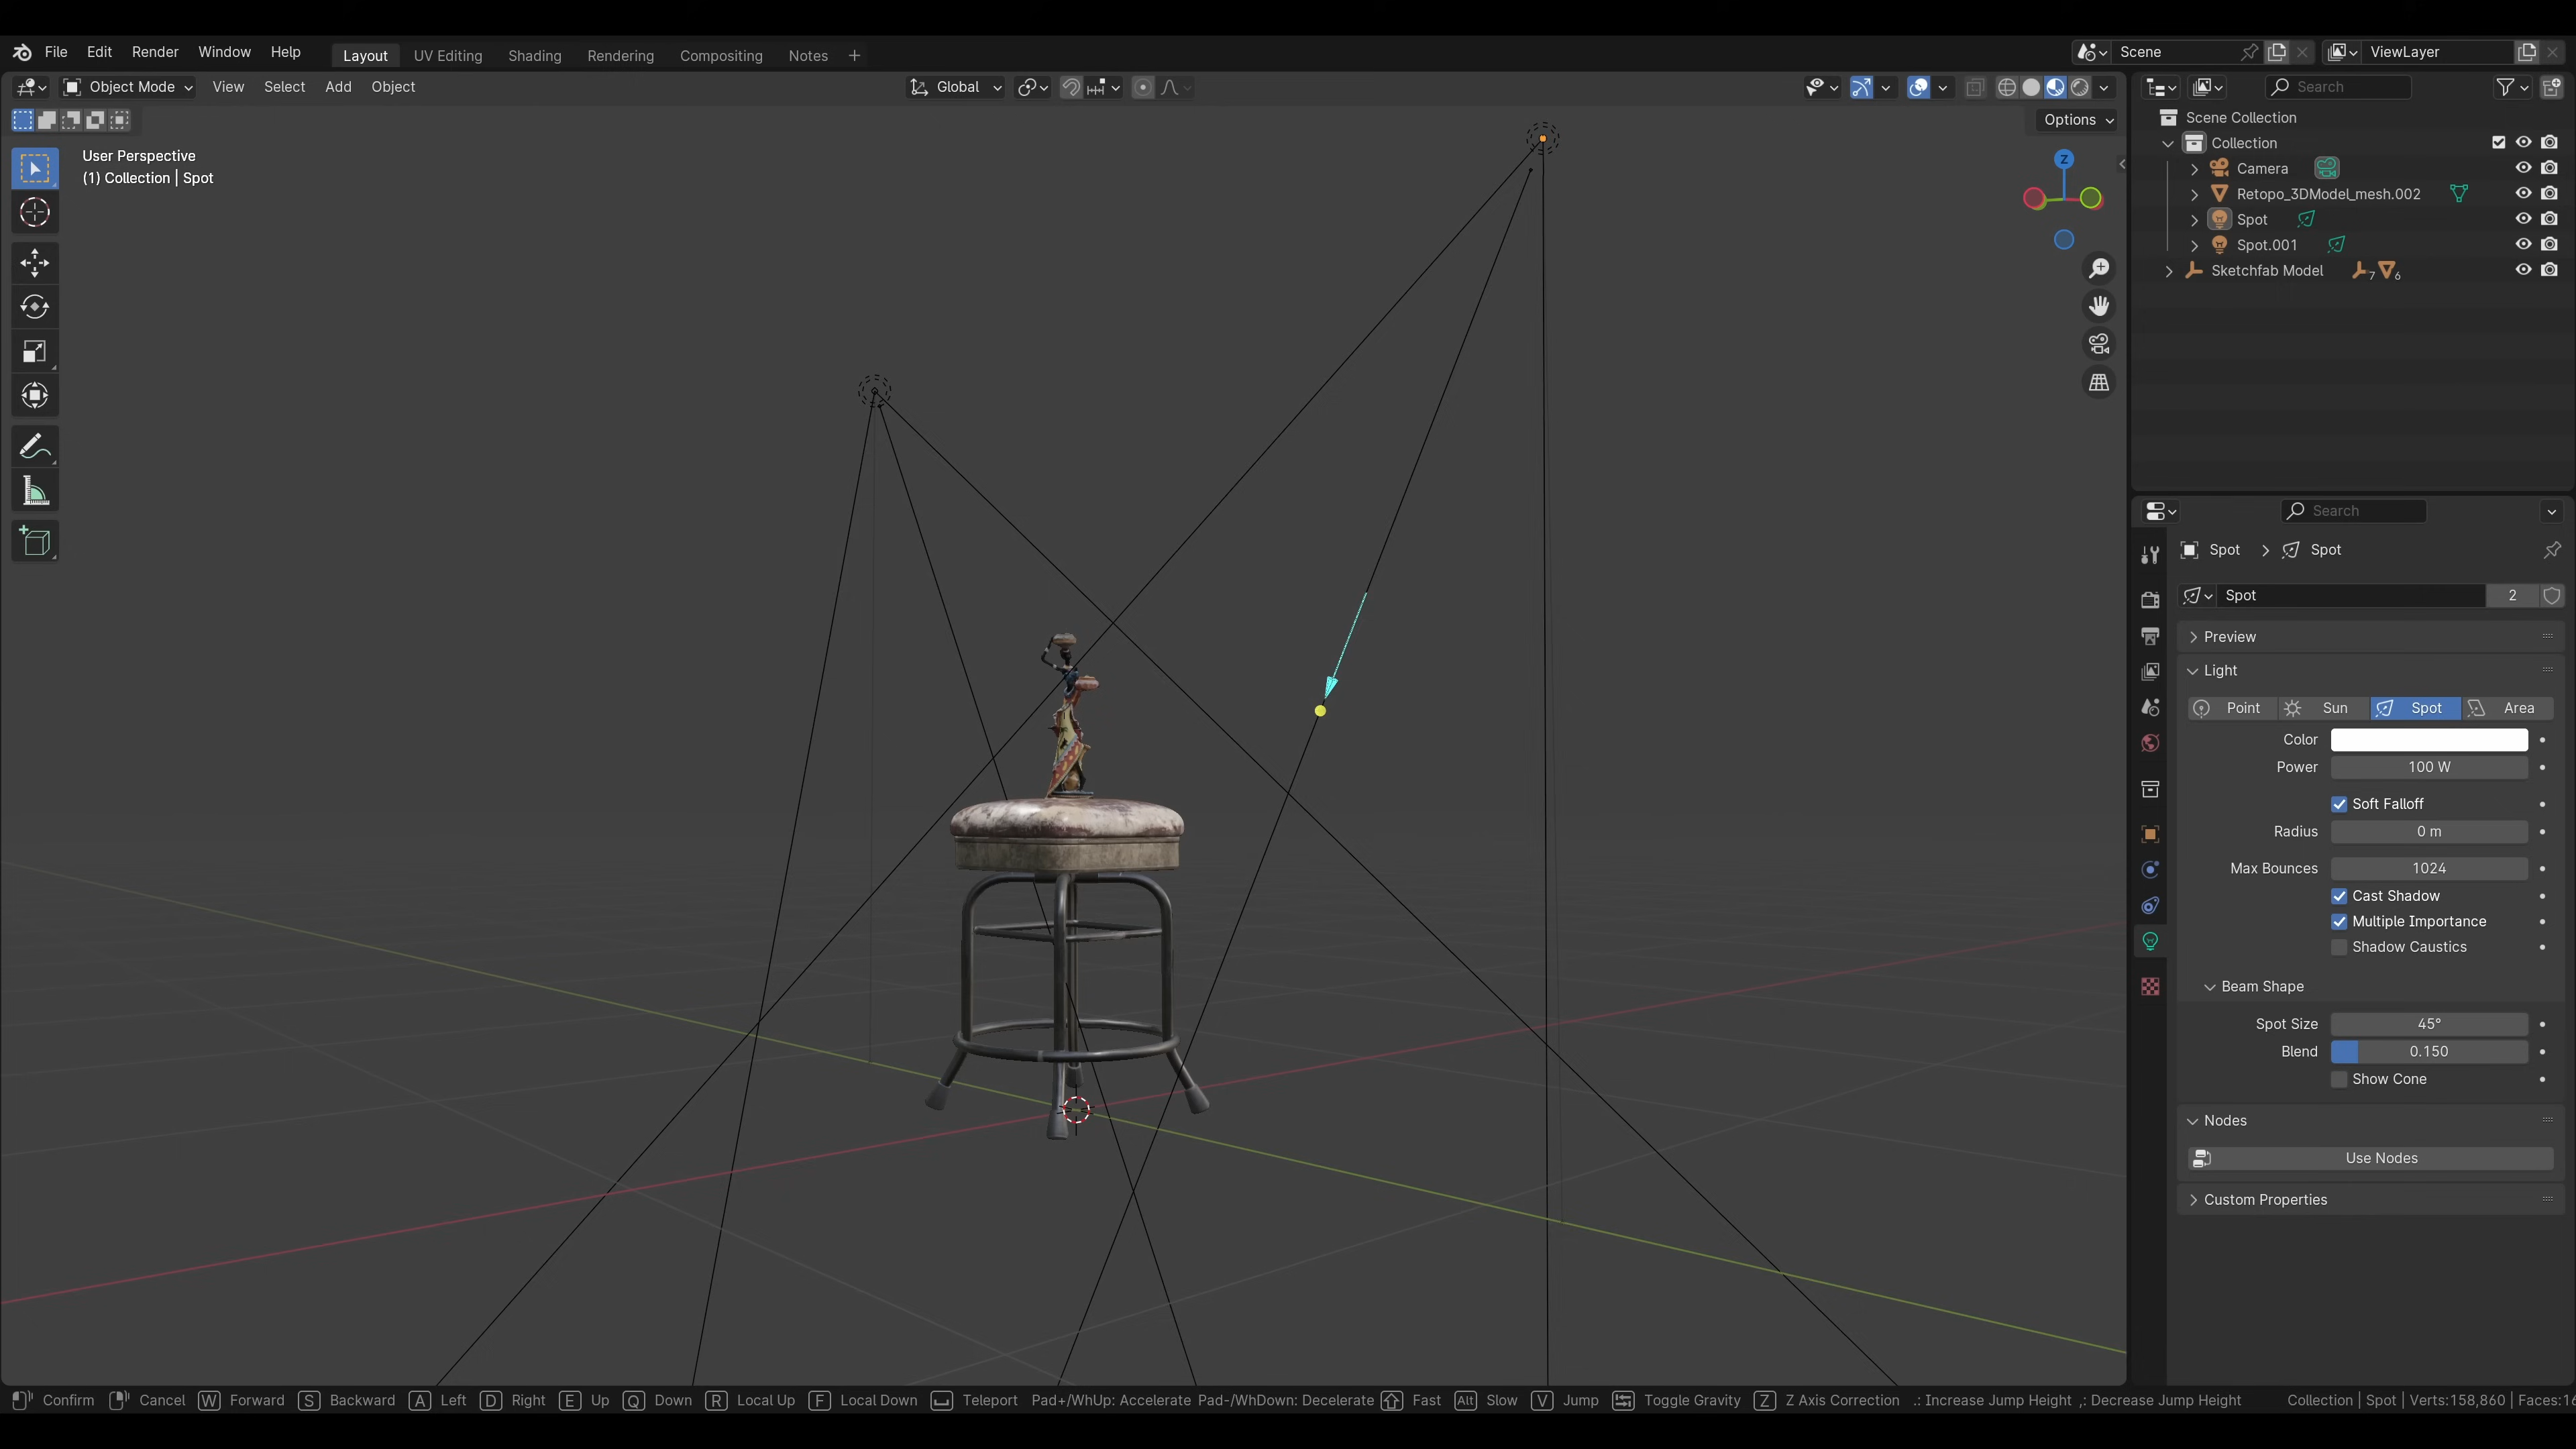 File Edit Render Window Help Layout UV Editing Shading Rendering Compositing Notes + Scene ViewLayer
Object Mode View Select Add Object Global Search
Options
User Perspective
(1) Collection | Spot
Z
Scene Collection
Collection
Camera
Retopo_3DModel_mesh.002
Spot
Spot.001
Sketchfab Model 7 6
Search
Spot > Spot
Spot 2
Preview
Light
Point Sun Spot Area
Color
Power 100 W
Soft Falloff
Radius 0 m
Max Bounces 1024
Cast Shadow
Multiple Importance
Shadow Caustics
Beam Shape
Spot Size 45°
Blend 0.150
Show Cone
Nodes
Use Nodes
Custom Properties
Confirm Cancel W Forward S Backward A Left D Right E Up Q Down R Local Up F Local Down Teleport Pad+/WhUp: Accelerate Pad-/WhDown: Decelerate Fast Alt Slow V Jump Toggle Gravity Z Z Axis Correction .: Increase Jump Height ,: Decrease Jump Height Collection | Spot | Verts:158,860 | Faces:16